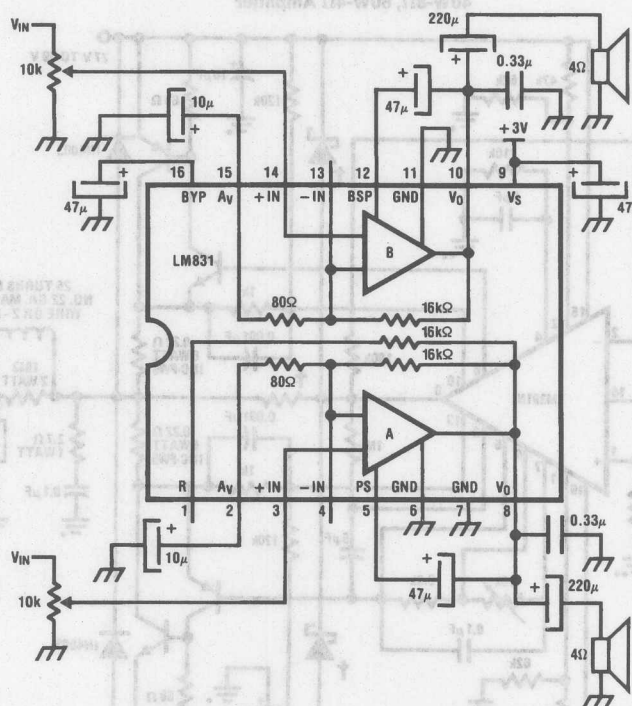 VIN
10k
10μ
+
47μ
+
220μ
+
0.33μ
4Ω
47μ
+
+3V
+
47
16 15 14 13 12 11 10 9
BYP AV +IN −IN BSP GND VO VS
LM831
B
80Ω
16kΩ
16kΩ
80Ω
16kΩ
A
R AV +IN −IN PS GND GND VO
1 2 3 4 5 6 7 8
10μ
+
VIN
10k
47μ
+
0.33μ
220μ
+
4Ω